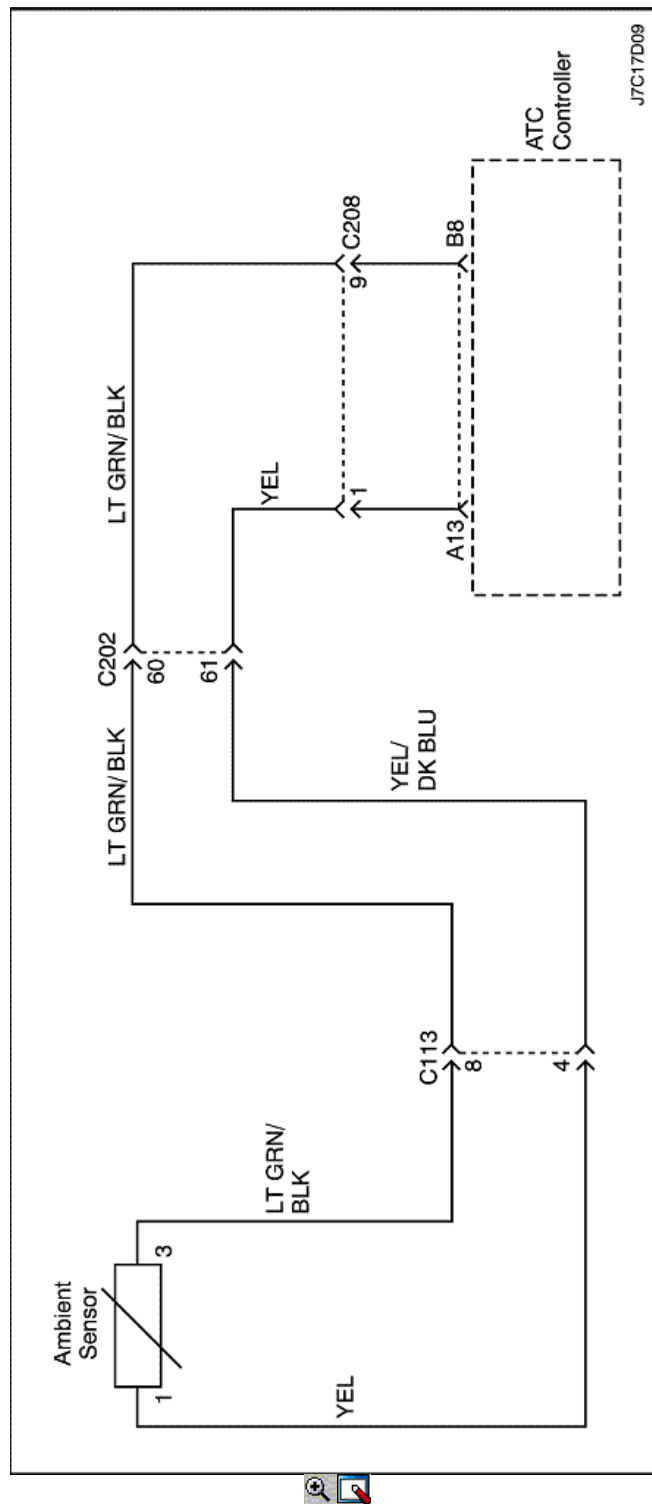 Ambient
Sensor
1
3
YEL
LT GRN/
BLK
C113
8
4
LT GRN/ BLK
YEL/
DK BLU
C202
60
61
LT GRN/ BLK
YEL
1
9
C208
A13
B8
ATC
Controller
J7C17D09